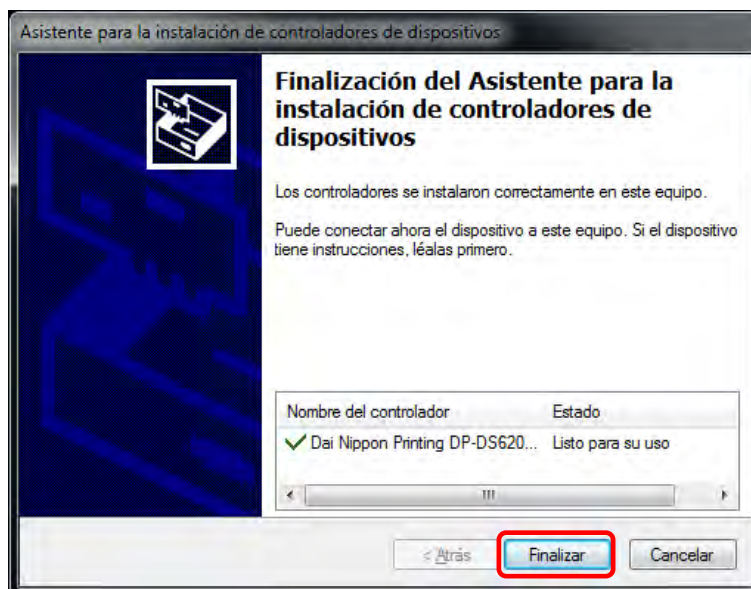 Asistente para la instalación de controladores de dispositivos
Finalización del Asistente para la
instalación de controladores de
dispositivos
Los controladores se instalaron correctamente en este equipo.
Puede conectar ahora el dispositivo a este equipo. Si el dispositivo
tiene instrucciones, léalas primero.
Nombre del controlador Estado
Dai Nippon Printing DP-DS620... Listo para su uso
< Atrás Finalizar Cancelar